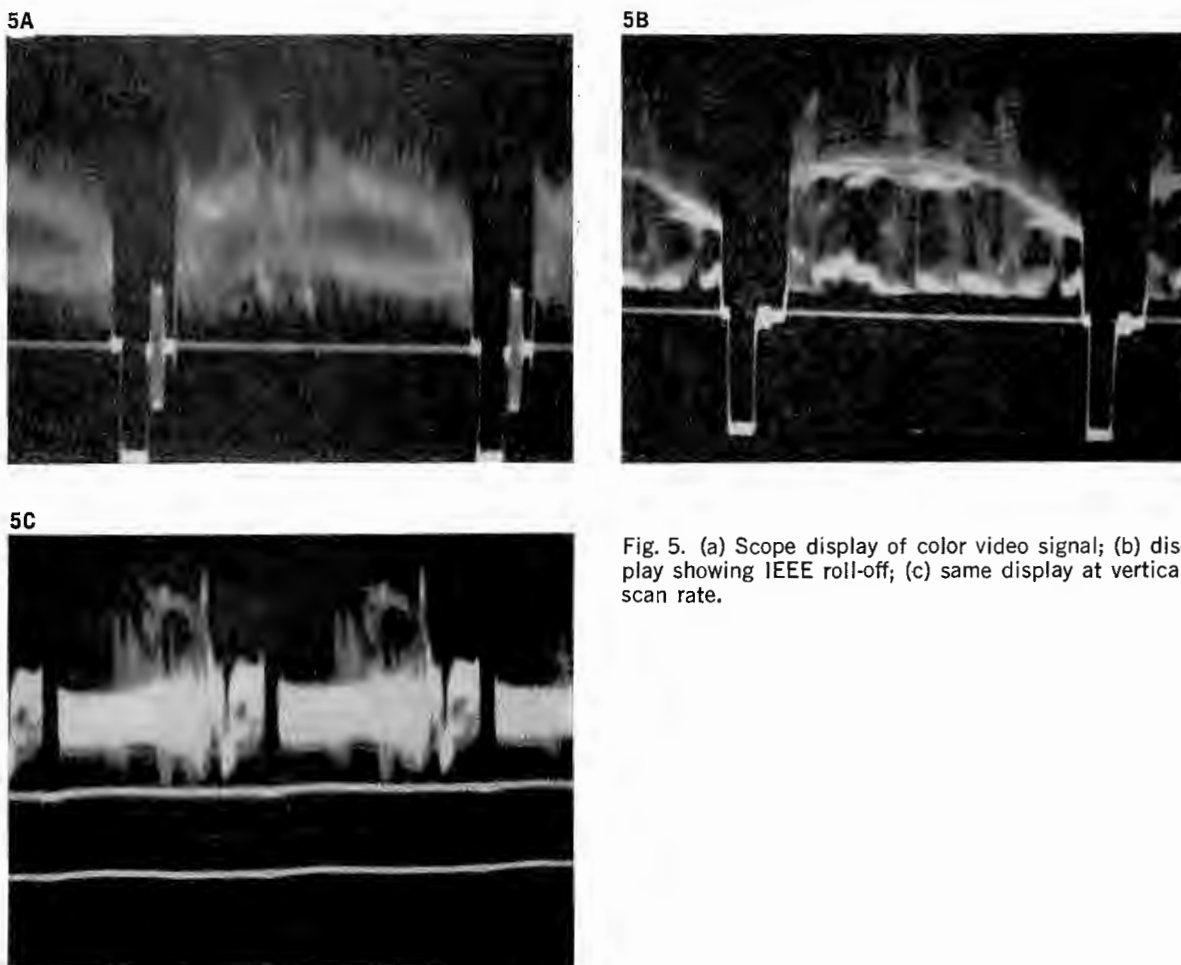 5A
5B
5C
Fig. 5. (a) Scope display of color video signal; (b) dis-
play showing IEEE roll-off; (c) same display at vertica
scan rate.